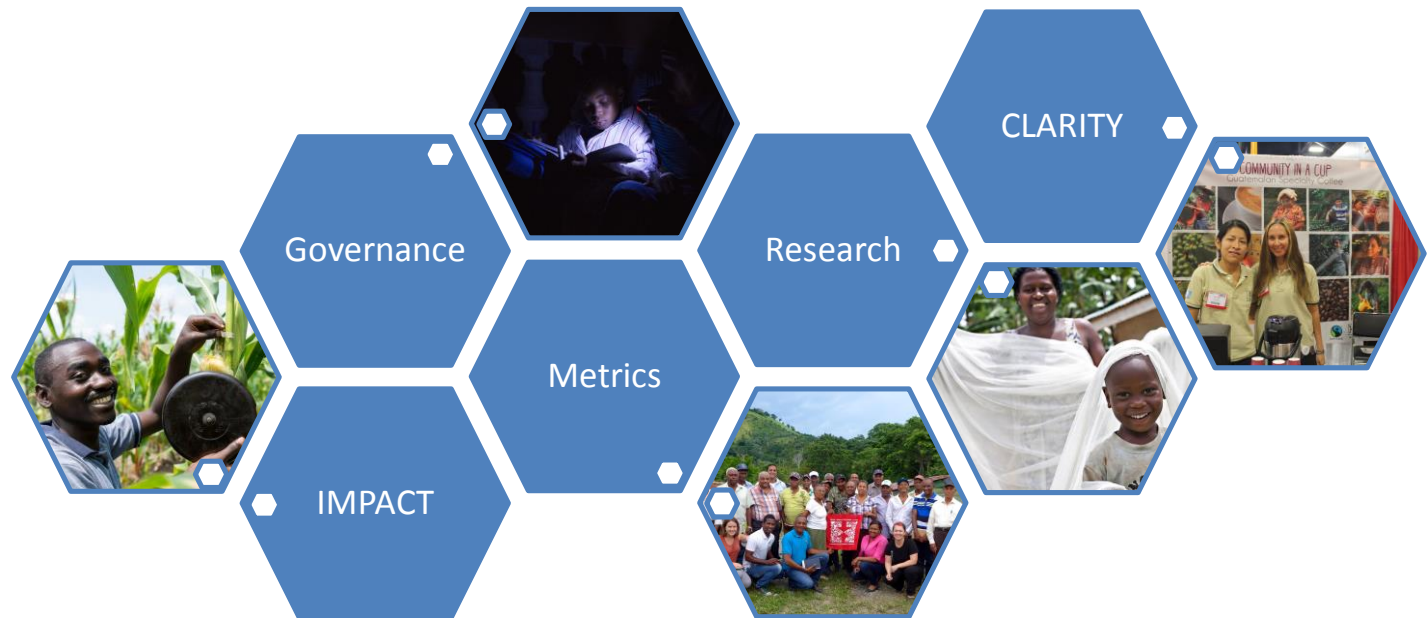 CLARITY
COMMUNITY IN A CUP
Guatemalan Specialty Coffee
Governance
Research
Metrics
IMPACT